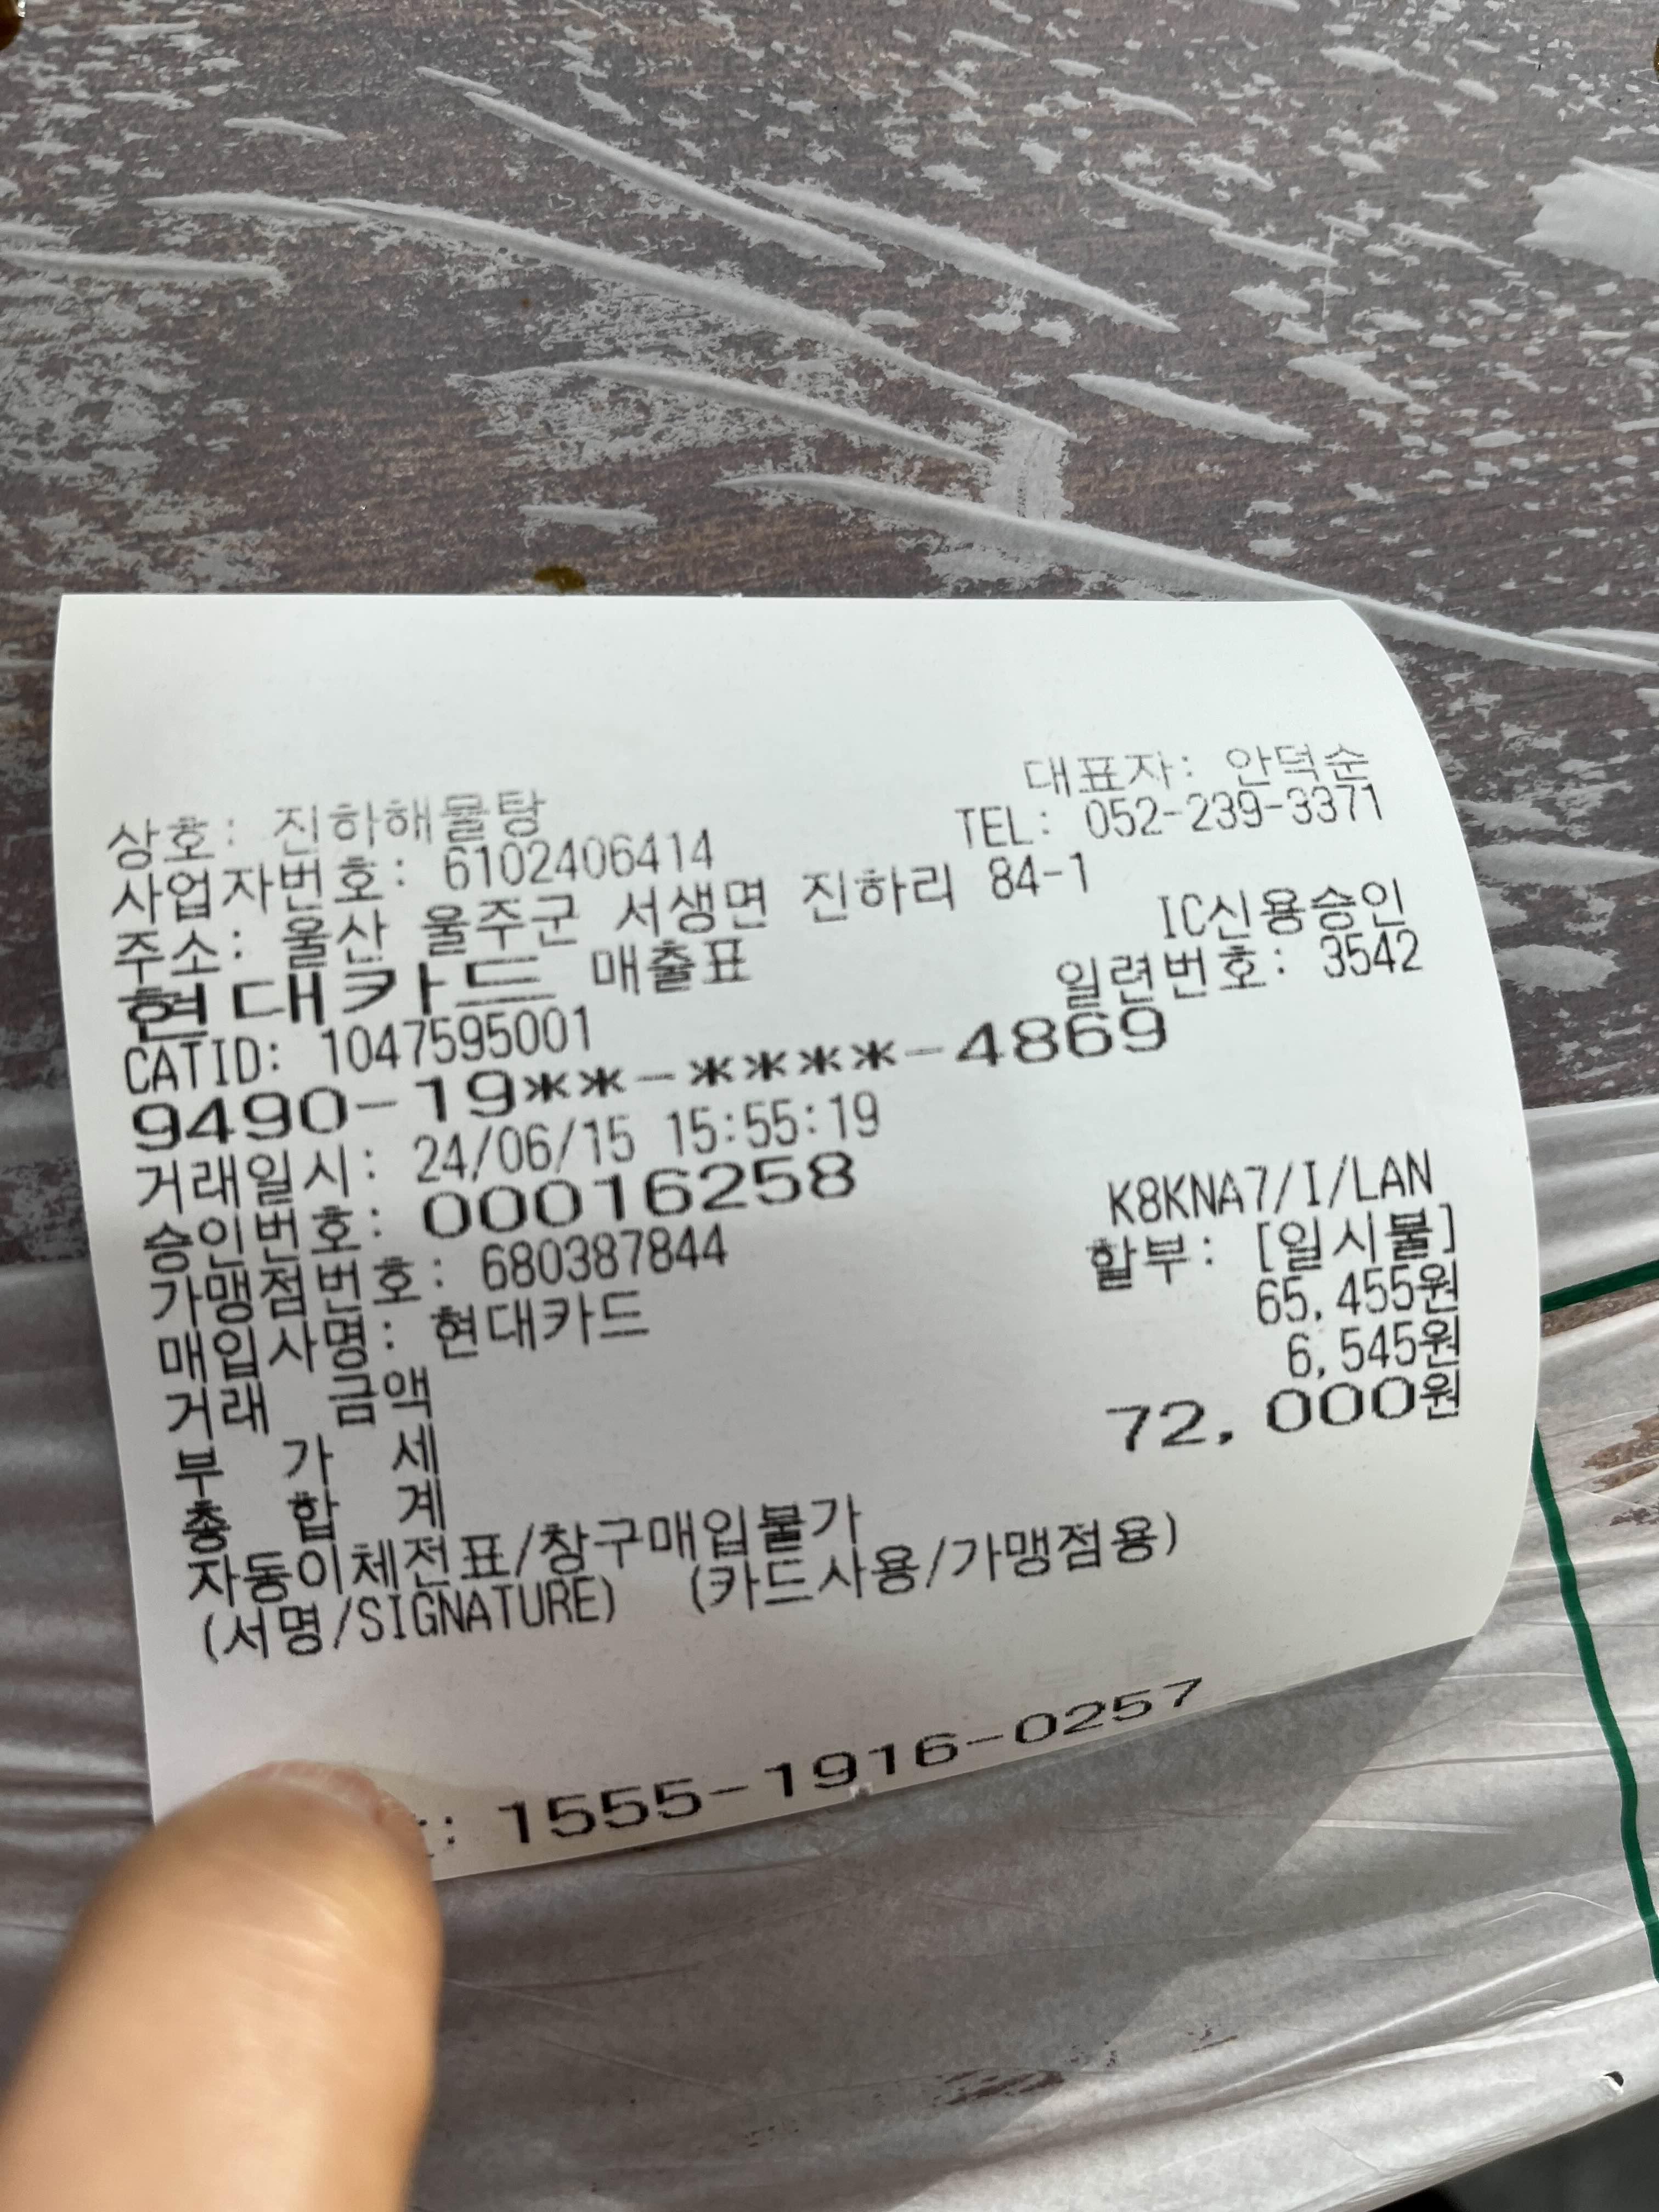 상호: 진하해물탕 대표자: 안덕순
사업자번호: 6102406414 TEL: 052-239-3371
주소: 울산 울주군 서생면 진하리 84-1
현대카드 매출표 IC신용승인
CATID: 1047595001 일련번호: 3542
9490-19**-****-4869
거래일시: 24/06/15 15:55:19
승인번호: 00016258
가맹점번호: 680387844 K8KNA7/I/LAN
매입사명: 현대카드 할부: [일시불]
거래 금액 65,455원
부 가 세 6,545원
총 합 계 72,000원
자동이체전표/창구매입불가
(서명/SIGNATURE) (카드사용/가맹점용)
: 1555-1916-0257